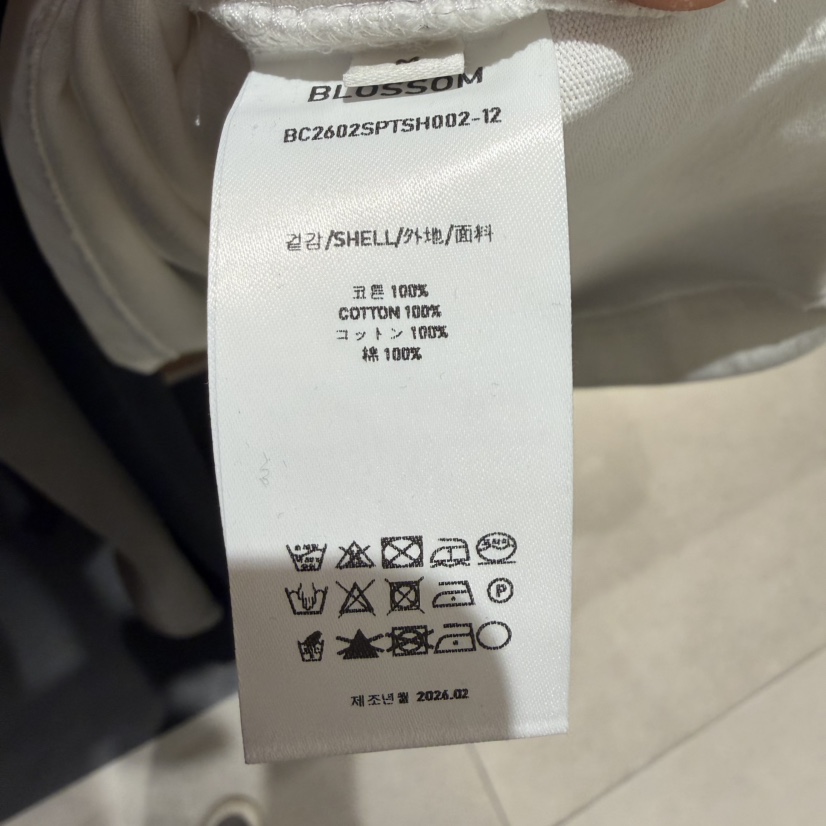 BLOSSOM
BC2602SPTSH002-12
겉감/SHELL/外地/面料
코튼 100%
COTTON 100%
コットン 100%
綿 100%
P
제조년월 2026.02